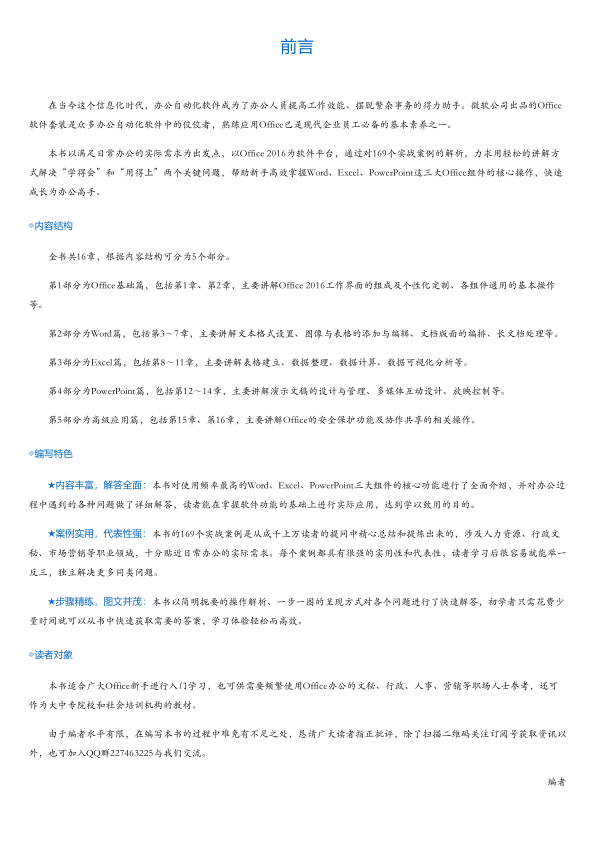 前言
在当今这个信息化时代，办公自动化软件成为了办公人员提高工作效能、摆脱繁杂事务的得力助手。微软公司出品的Office
软件套装是众多办公自动化软件中的佼佼者，熟练应用Office已是现代企业员工必备的基本素养之一。
本书以满足日常办公的实际需求为出发点，以Office 2016为软件平台，通过对169个实战案例的解析，力求用轻松的讲解方
式解决“学得会”和“用得上”两个关键问题，帮助新手高效掌握Word、Excel、PowerPoint这三大Office组件的核心操作，快速
成长为办公高手。
◎内容结构
全书共16章，根据内容结构可分为5个部分。
第1部分为Office基础篇，包括第1章、第2章，主要讲解Office 2016工作界面的组成及个性化定制、各组件通用的基本操作
等。
第2部分为Word篇，包括第3～7章，主要讲解文本格式设置、图像与表格的添加与编辑、文档版面的编排、长文档处理等。
第3部分为Excel篇，包括第8～11章，主要讲解表格建立、数据整理、数据计算、数据可视化分析等。
第4部分为PowerPoint篇，包括第12～14章，主要讲解演示文稿的设计与管理、多媒体互动设计、放映控制等。
第5部分为高级应用篇，包括第15章、第16章，主要讲解Office的安全保护功能及协作共享的相关操作。
◎编写特色
★内容丰富，解答全面：本书对使用频率最高的Word、Excel、PowerPoint三大组件的核心功能进行了全面介绍，并对办公过
程中遇到的各种问题做了详细解答，读者能在掌握软件功能的基础上进行实际应用，达到学以致用的目的。
★案例实用，代表性强：本书的169个实战案例是从成千上万读者的提问中精心总结和提炼出来的，涉及人力资源、行政文
秘、市场营销等职业领域，十分贴近日常办公的实际需求。每个案例都具有很强的实用性和代表性，读者学习后很容易就能举一
反三，独立解决更多同类问题。
★步骤精练，图文并茂：本书以简明扼要的操作解析、一步一图的呈现方式对各个问题进行了快速解答，初学者只需花费少
量时间就可以从书中快速获取需要的答案，学习体验轻松而高效。
◎读者对象
本书适合广大Office新手进行入门学习，也可供需要频繁使用Office办公的文秘、行政、人事、营销等职场人士参考，还可
作为大中专院校和社会培训机构的教材。
由于编者水平有限，在编写本书的过程中难免有不足之处，恳请广大读者指正批评，除了扫描二维码关注订阅号获取资讯以
外，也可加入QQ群227463225与我们交流。
编者